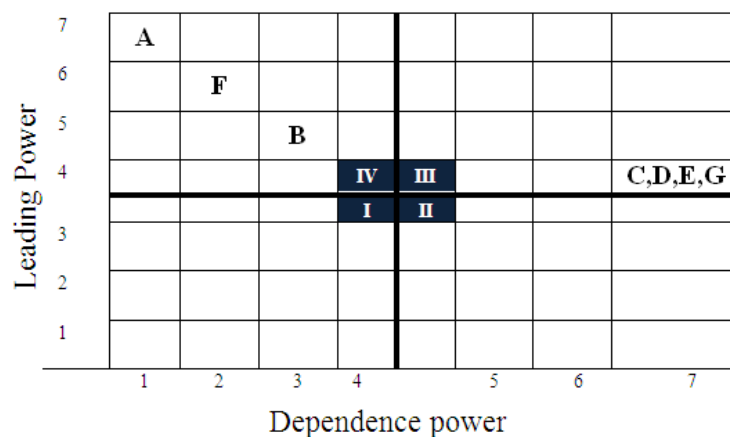 7
A
6
F
5
B
4
IV III
C,D,E,G
I II
3
2
1
1 2 3 4 5 6 7
Leading Power
Dependence power